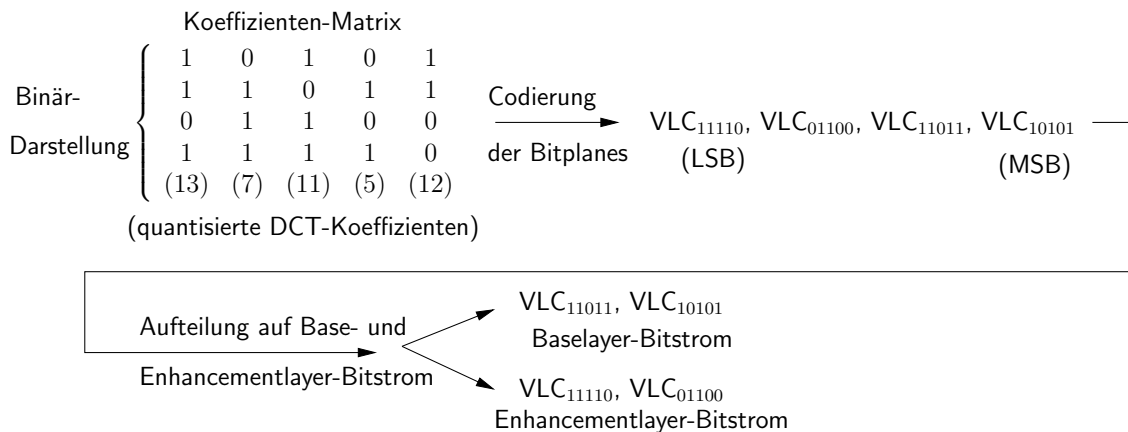 Koeffizienten-Matrix
Binär-
Darstellung
1 0 1 0 1
1 1 0 1 1
0 1 1 0 0
1 1 1 1 0
(13) (7) (11) (5) (12)
(quantisierte DCT-Koeffizienten)
Codierung
der Bitplanes
VLC₁₁₁₁₀, VLC₀₁₁₀₀, VLC₁₁₀₁₁, VLC₁₀₁₀₁
(LSB) (MSB)
Aufteilung auf Base- und
Enhancementlayer-Bitstrom
VLC₁₁₀₁₁, VLC₁₀₁₀₁
Baselayer-Bitstrom
VLC₁₁₁₁₀, VLC₀₁₁₀₀
Enhancementlayer-Bitstrom